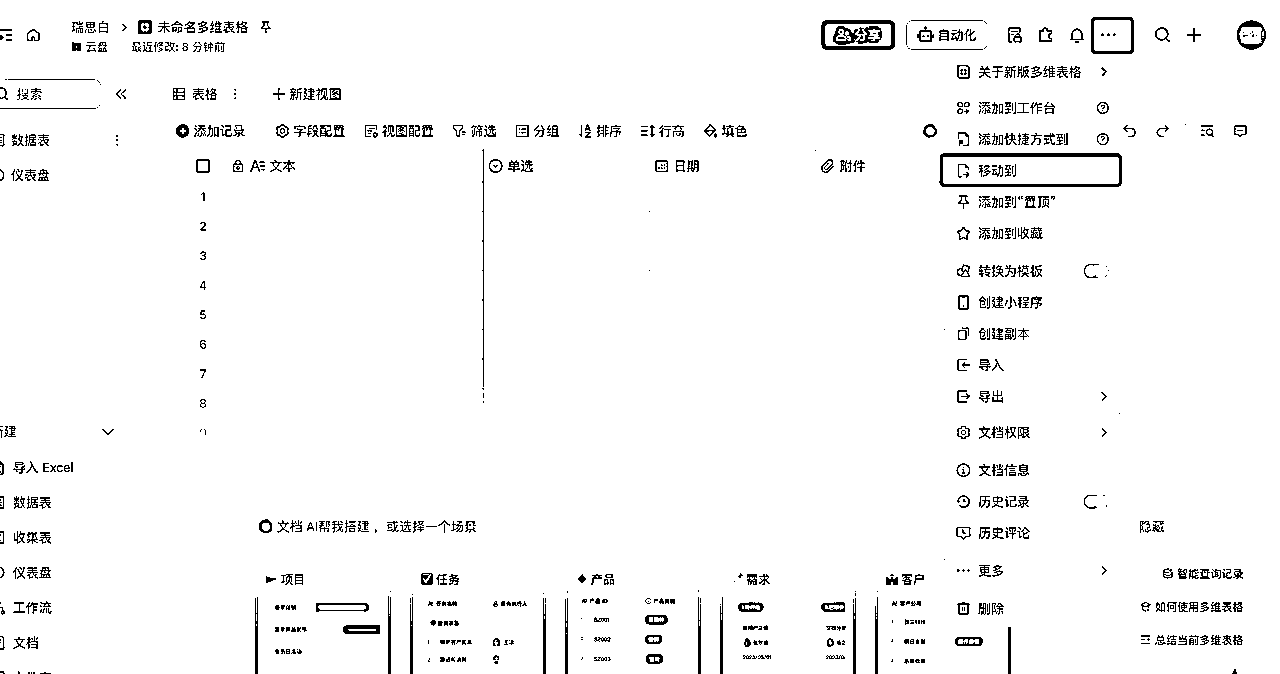 瑞思白 > 未命名多维表格
云盘 最近修改: 8 分钟前
分享 自动化 ···
搜索
表格
新建视图
添加记录 字段配置 视图配置 筛选 分组 排序 行高 填色
数据表
仪表盘
文本 单选 日期 附件
1
2
3
4
5
6
7
8
关于新版多维表格
添加到工作台
添加快捷方式到
移动到
添加到“置顶”
添加到收藏
转换为模板
创建小程序
创建副本
导入
导出
文档权限
文档信息
历史记录
历史评论
更多
删除
导入 Excel
数据表
收集表
仪表盘
工作流
文档
文档 AI帮我搭建，或选择一个场景
隐藏
项目 任务 产品 需求 客户
产品 ID
S2001
S2002
S2003
智能查询记录
如何使用多维表格
总结当前多维表格